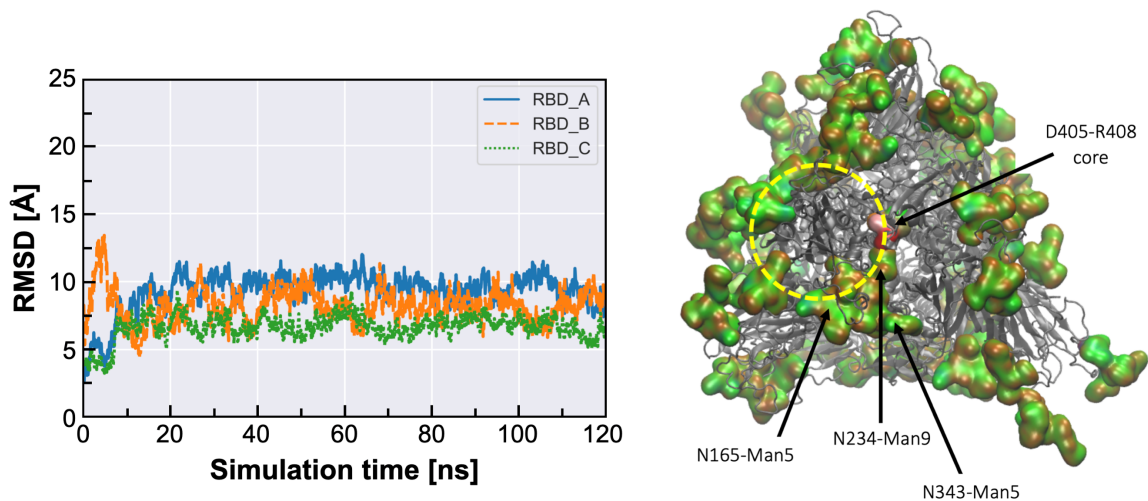 RMSD [Å]
25
20
15
10
5
0
0 20 40 60 80 100 120
Simulation time [ns]
RBD_A
RBD_B
RBD_C
D405-R408
core
N165-Man5
N234-Man9
N343-Man5